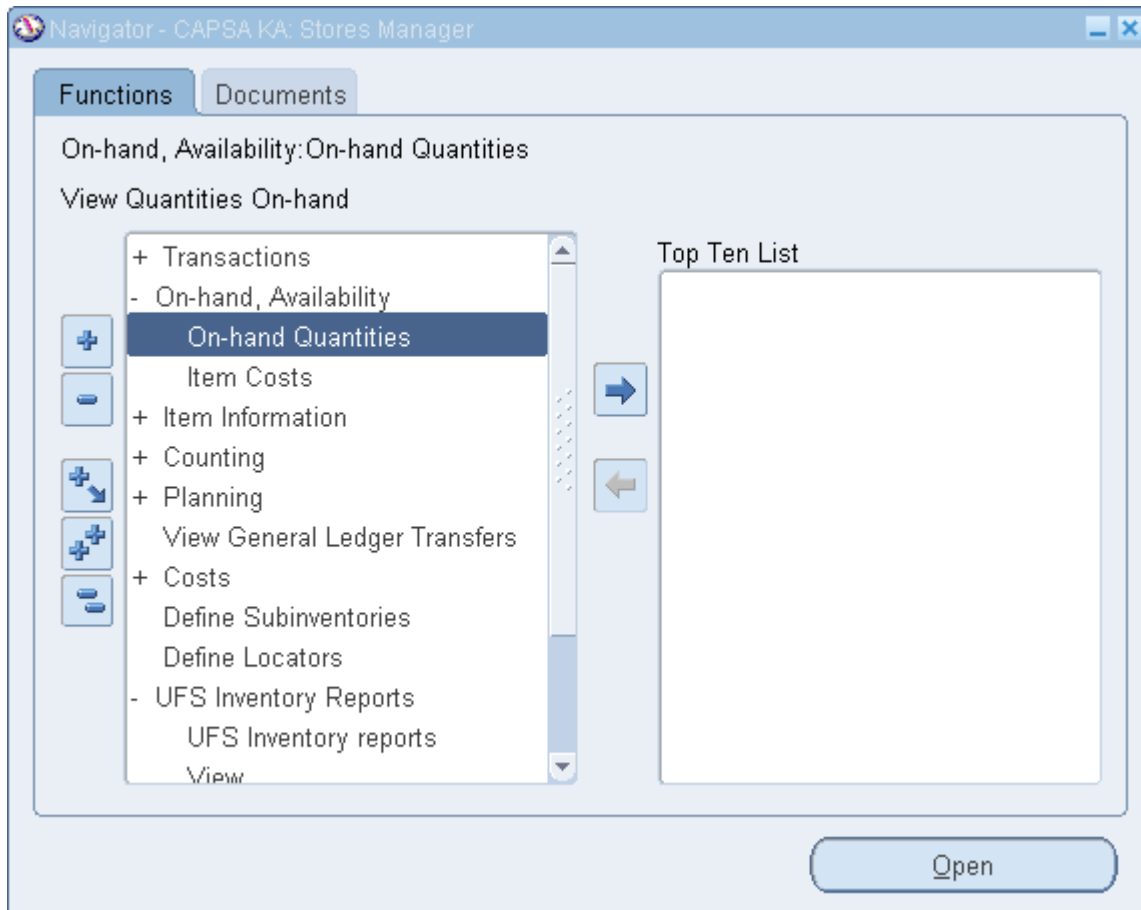 Navigator - CAPSA KA: Stores Manager
Functions
Documents
On-hand, Availability:On-hand Quantities
View Quantities On-hand
+ Transactions
- On-hand, Availability
On-hand Quantities
Item Costs
+ Item Information
+ Counting
+ Planning
View General Ledger Transfers
+ Costs
Define Subinventories
Define Locators
- UFS Inventory Reports
UFS Inventory reports
View
Top Ten List
Open